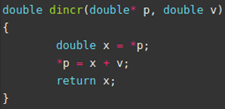 double dincr(double* p, double v)
{
        double x = *p;
        *p = x + v;
        return x;
}